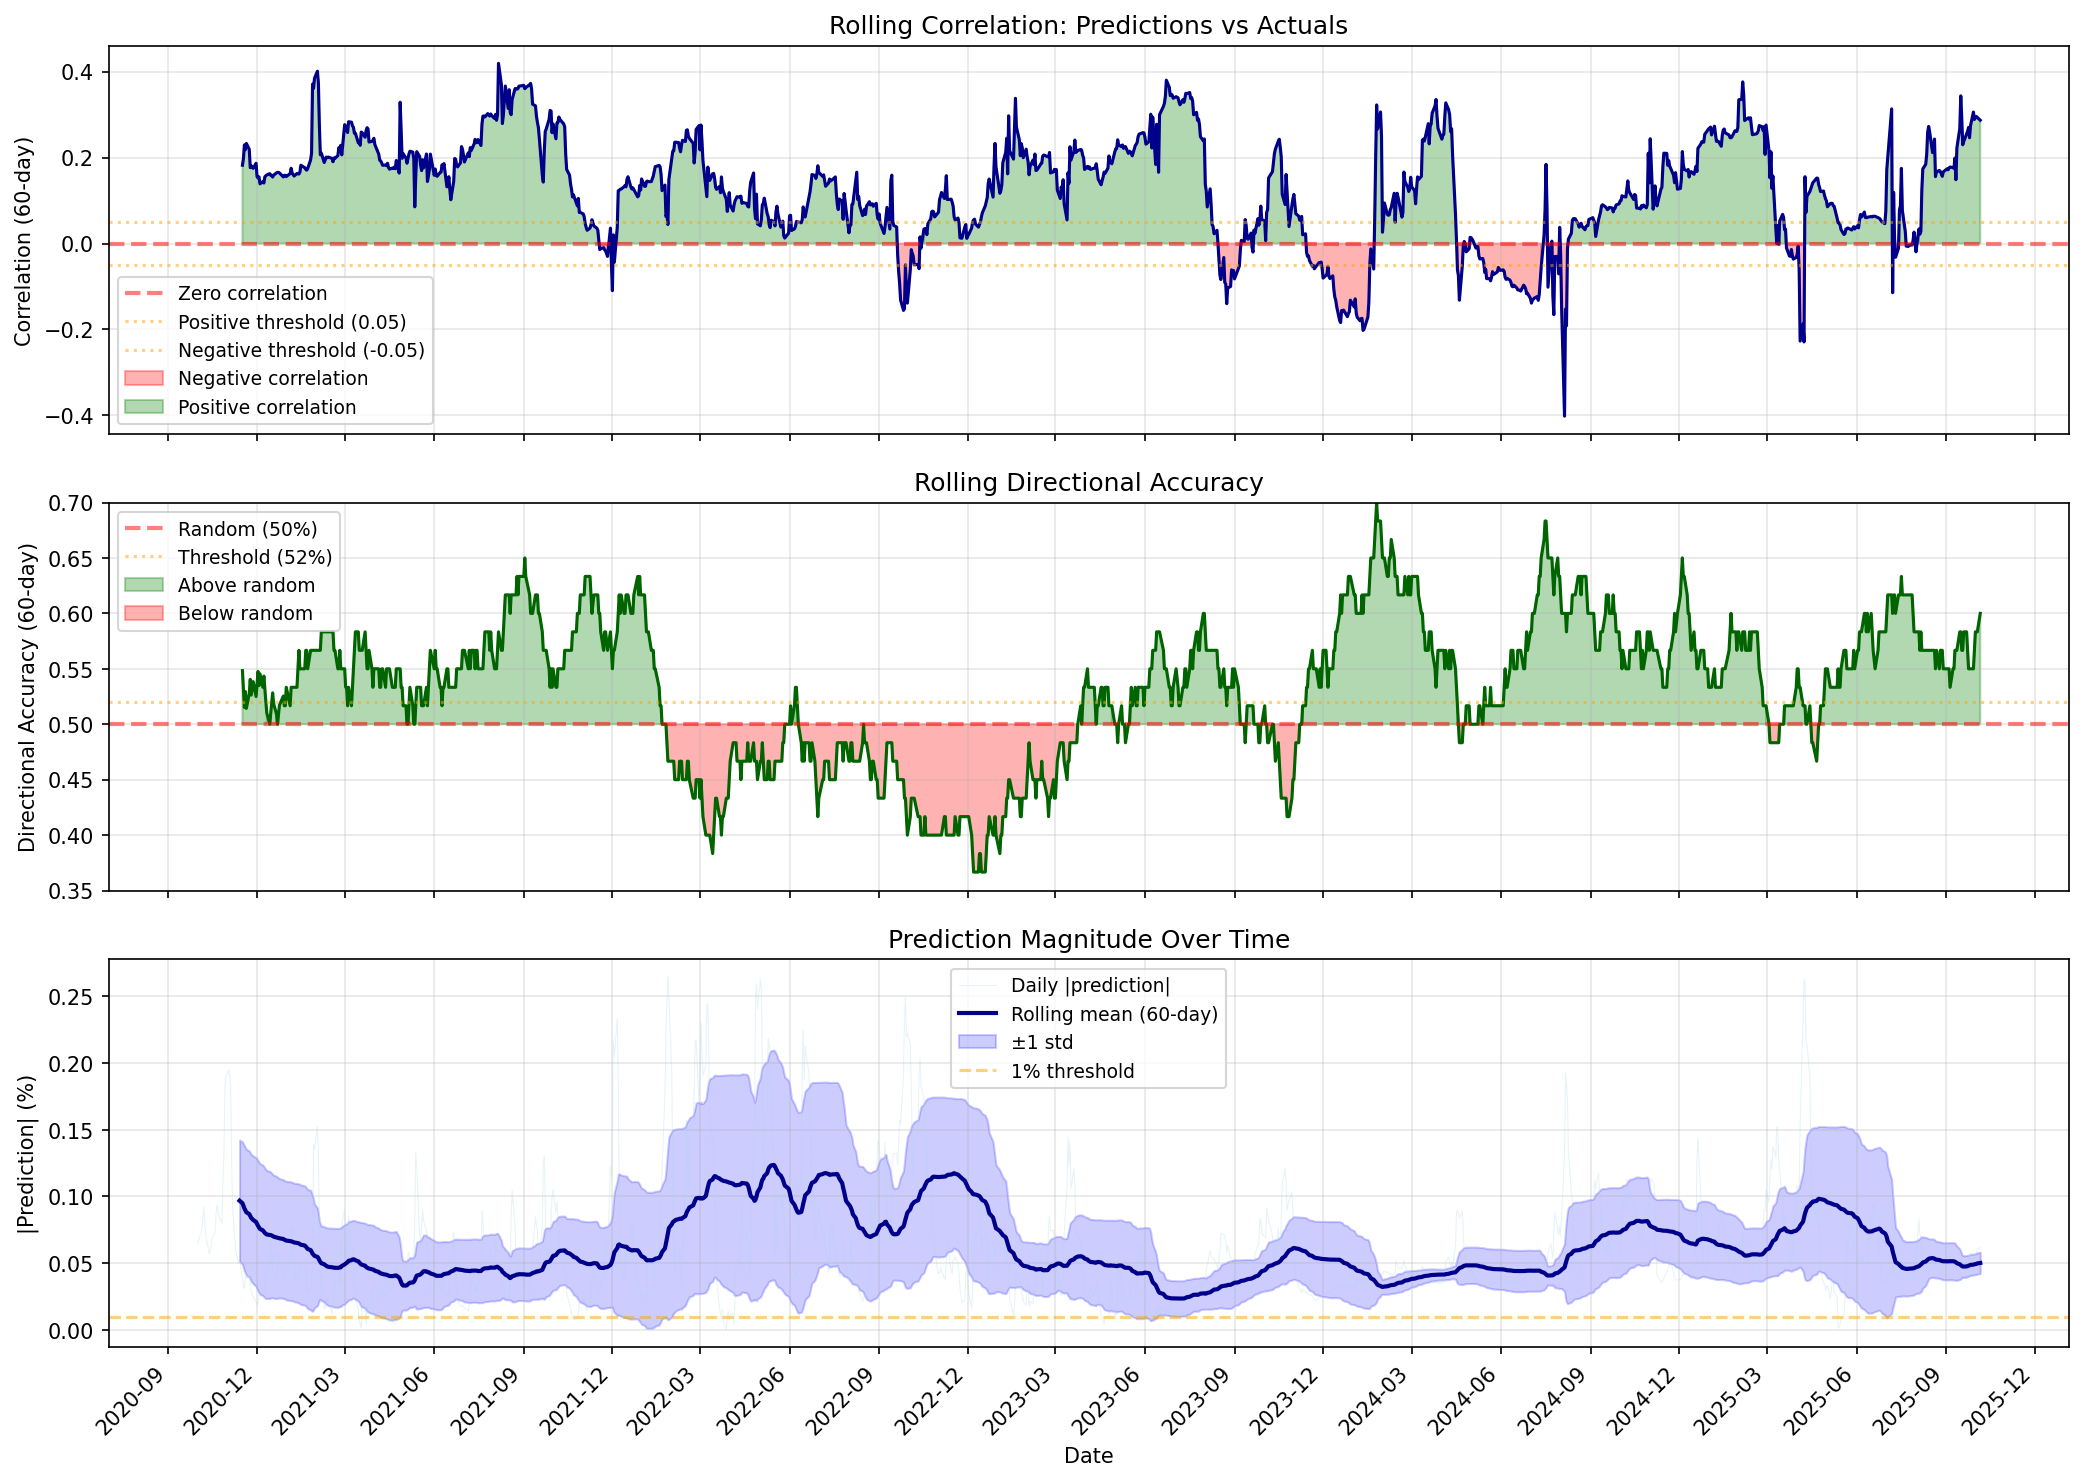 Rolling Correlation: Predictions vs Actuals
Correlation (60-day)
0.4
0.2
0.0
−0.2
−0.4
Zero correlation
Positive threshold (0.05)
Negative threshold (-0.05)
Negative correlation
Positive correlation
Rolling Directional Accuracy
Directional Accuracy (60-day)
0.70
0.65
0.60
0.55
0.50
0.45
0.40
0.35
Random (50%)
Threshold (52%)
Above random
Below random
Prediction Magnitude Over Time
|Prediction| (%)
0.25
0.20
0.15
0.10
0.05
0.00
Daily |prediction|
Rolling mean (60-day)
±1 std
1% threshold
2020-09
2020-12
2021-03
2021-06
2021-09
2021-12
2022-03
2022-06
2022-09
2022-12
2023-03
2023-06
2023-09
2023-12
2024-03
2024-06
2024-09
2024-12
2025-03
2025-06
2025-09
2025-12
Date